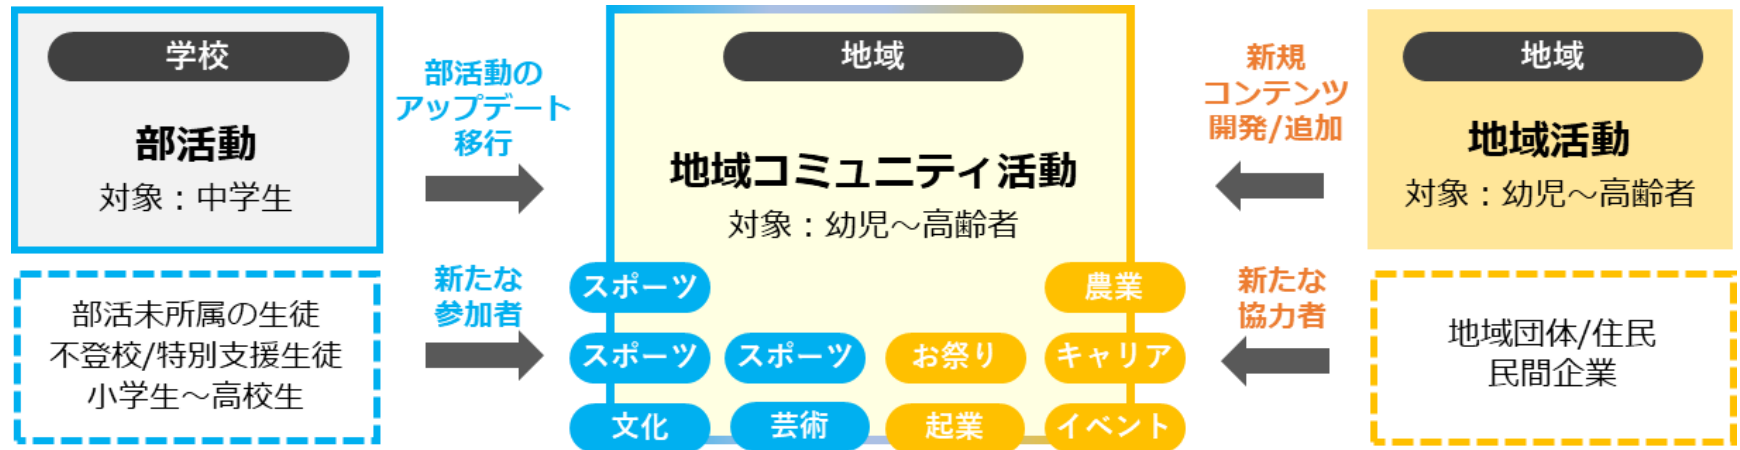 学校
部活動
対象：中学生
部活未所属の生徒
不登校/特別支援生徒
小学生～高校生
部活動の
アップデート
移行
新たな
参加者
地域
地域コミュニティ活動
対象：幼児～高齢者
スポーツ
農業
スポーツ
スポーツ
お祭り
キャリア
文化
芸術
起業
イベント
新規
コンテンツ
開発/追加
新たな
協力者
地域
地域活動
対象：幼児～高齢者
地域団体/住民
民間企業